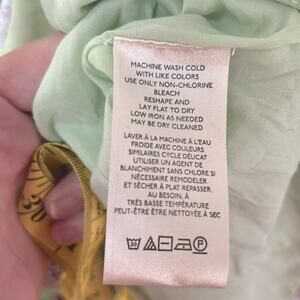 MACHINE WASH COLD
WITH LIKE COLORS
USE ONLY NON-CHLORINE
BLEACH
RESHAPE AND
LAY FLAT TO DRY
LOW IRON AS NEEDED
MAY BE DRY CLEANED
LAVER À LA MACHINE À L'EAU
FROIDE AVEC COULEURS
SIMILAIRES CYCLE DÉLICAT
UTILISER UN AGENT DE
BLANCHIMENT SANS CHLORE SI
NÉCESSAIRE REMODELER
ET SÉCHER À PLAT REPASSER,
AU BESOIN, À
TRÈS BASSE TEMPÉRATURE
PEUT-ÊTRE ÊTRE NETTOYÉE À SEC
30
P